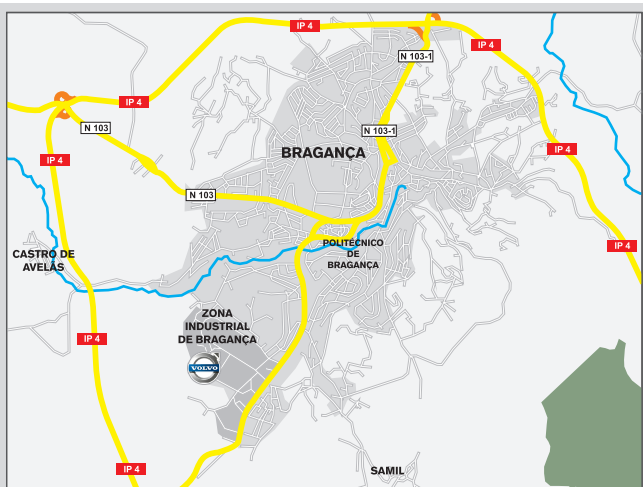 IP 4
IP 4
N 103-1
IP 4
N 103
N 103-1
IP 4
BRAGANÇA
IP 4
N 103
IP 4
POLITÉCNICO
DE
BRAGANÇA
CASTRO DE
AVELÃS
ZONA
INDUSTRIAL
DE BRAGANÇA
IP 4
VOLVO
IP 4
SAMIL